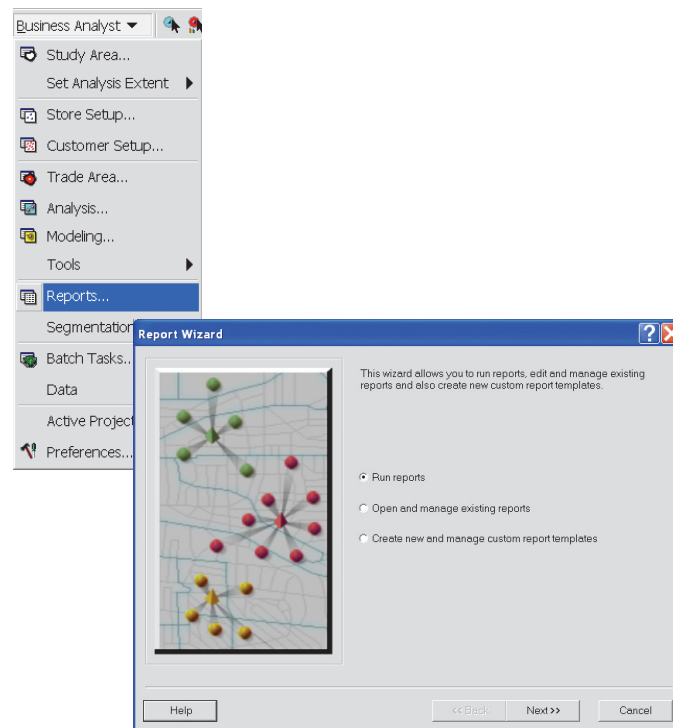 Business Analyst
Study Area...
Set Analysis Extent
Store Setup...
Customer Setup...
Trade Area...
Analysis...
Modeling...
Tools
Reports...
Segmentation
Batch Tasks..
Data
Active Project
Preferences...
Report Wizard
This wizard allows you to run reports, edit and manage existing
reports and also create new custom report templates.
Run reports
Open and manage existing reports
Create new and manage custom report templates
Help
<< Back
Next >>
Cancel